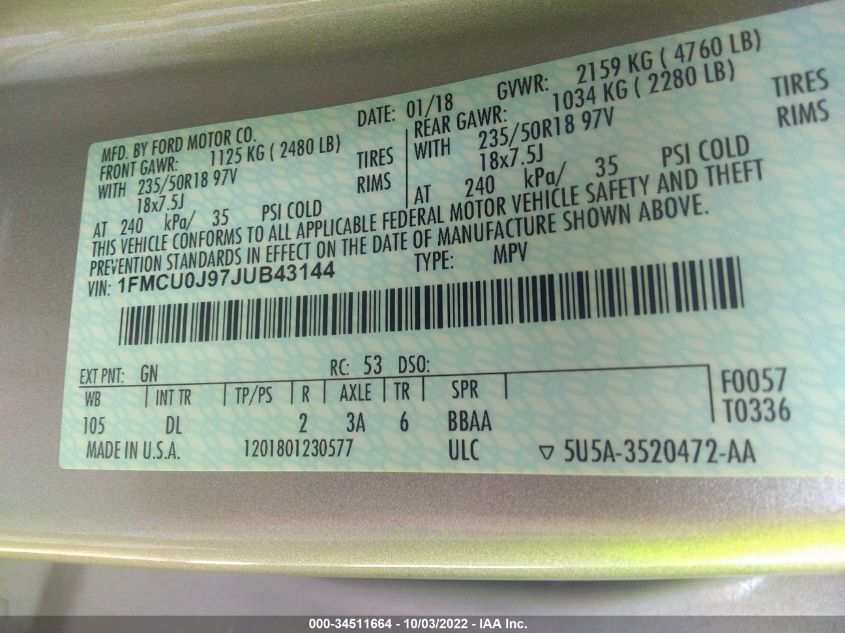 MFD. BY FORD MOTOR CO. DATE: 01/18 GVWR: 2159 KG ( 4760 LB)
FRONT GAWR: 1125 KG ( 2480 LB) REAR GAWR: 1034 KG ( 2280 LB)
WITH 235/50R18 97V TIRES WITH 235/50R18 97V TIRES
18x7.5J RIMS 18x7.5J RIMS
AT 240 kPa/ 35 PSI COLD AT 240 kPa/ 35 PSI COLD
THIS VEHICLE CONFORMS TO ALL APPLICABLE FEDERAL MOTOR VEHICLE SAFETY AND THEFT
PREVENTION STANDARDS IN EFFECT ON THE DATE OF MANUFACTURE SHOWN ABOVE.
VIN: 1FMCU0J97JUB43144 TYPE: MPV
EXT PNT: GN RC: 53 DSO:
WB INT TR TP/PS R AXLE TR SPR F0057
105 DL 2 3A 6 BBAA T0336
MADE IN U.S.A. 1201801230577 ULC ▽ 5U5A-3520472-AA
000-34511664 - 10/03/2022 - IAA Inc.